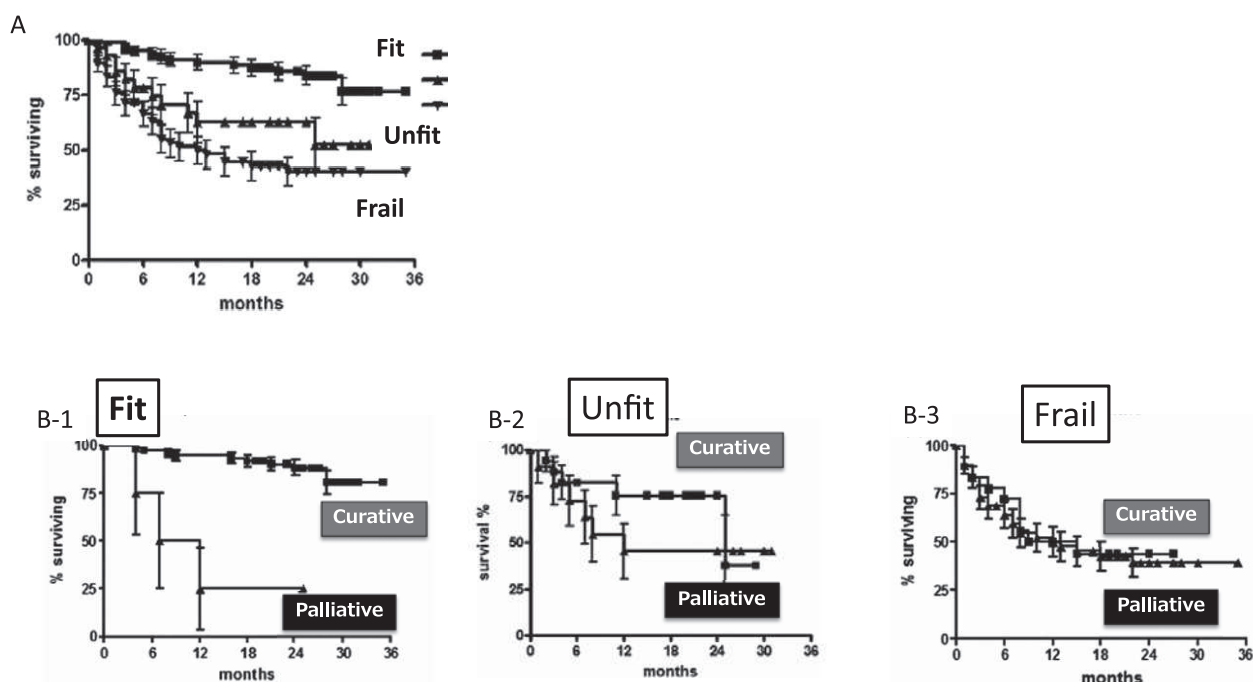 A
100
75
50
25
0
% surviving
Fit
Unfit
Frail
0 6 12 18 24 30 36
months
B-1
Fit
100
75
50
25
0
% surviving
Curative
Palliative
0 6 12 18 24 30 36
months
B-2
Unfit
100
75
50
25
0
survival %
Curative
Palliative
0 6 12 18 24 30 36
months
B-3
Frail
100
75
50
25
0
% surviving
Curative
Palliative
0 6 12 18 24 30 36
months